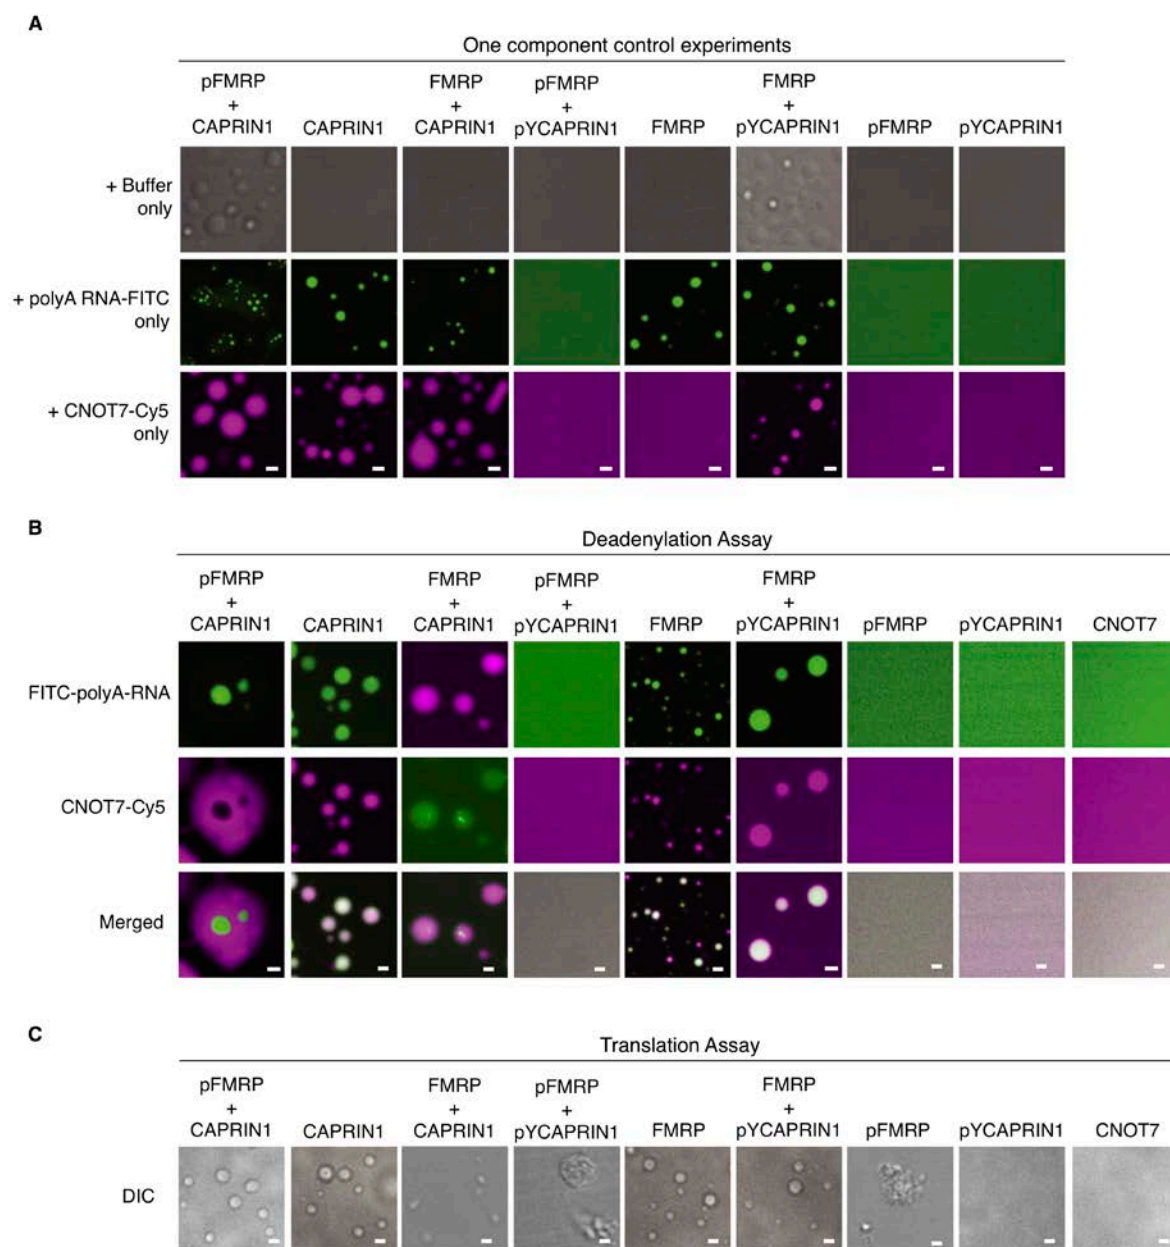 A
One component control experiments
pFMRP + CAPRIN1
CAPRIN1
FMRP + CAPRIN1
pFMRP + pYCAPRIN1
FMRP
FMRP + pYCAPRIN1
pFMRP
pYCAPRIN1
+ Buffer only
+ polyA RNA-FITC only
+ CNOT7-Cy5 only
B
Deadenylation Assay
pFMRP + CAPRIN1
CAPRIN1
FMRP + CAPRIN1
pFMRP + pYCAPRIN1
FMRP
FMRP + pYCAPRIN1
pFMRP
pYCAPRIN1
CNOT7
FITC-polyA-RNA
CNOT7-Cy5
Merged
C
Translation Assay
pFMRP + CAPRIN1
CAPRIN1
FMRP + CAPRIN1
pFMRP + pYCAPRIN1
FMRP
FMRP + pYCAPRIN1
pFMRP
pYCAPRIN1
CNOT7
DIC